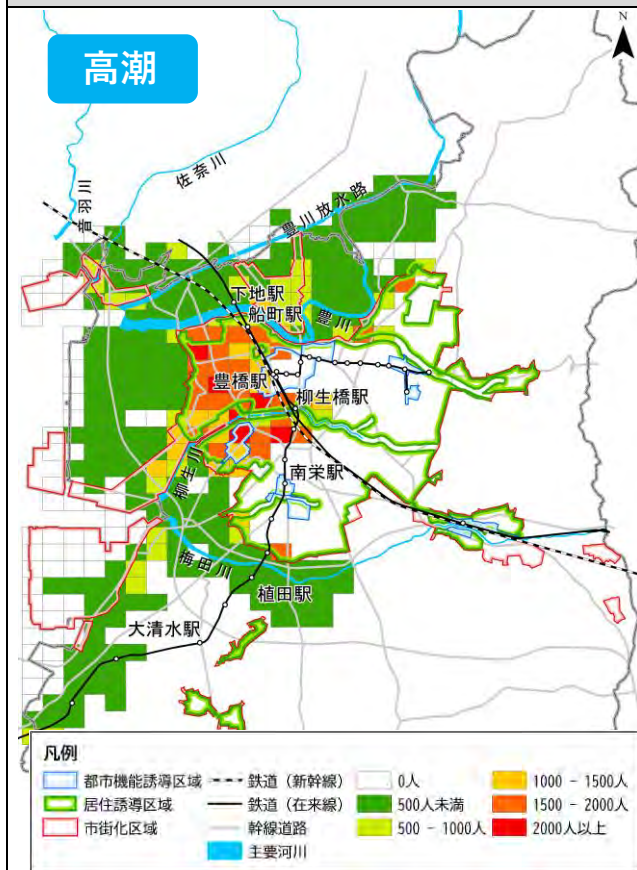 高潮
N
佐奈川
音羽川
豊川放水路
下地駅
船町駅
豊川
豊橋駅
柳生橋駅
柳生川
南栄駅
梅田川
植田駅
大清水駅
凡例
都市機能誘導区域
居住誘導区域
市街化区域
鉄道（新幹線）
鉄道（在来線）
幹線道路
主要河川
0人
500人未満
500 - 1000人
1000 - 1500人
1500 - 2000人
2000人以上